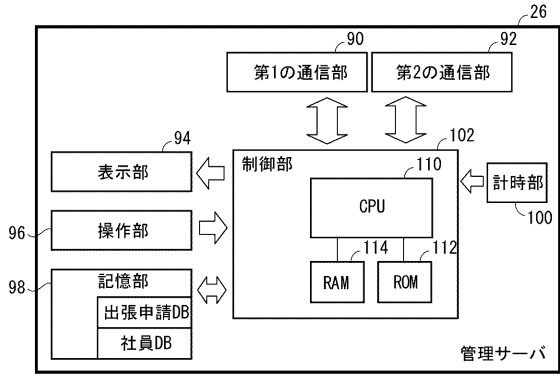 26
90
92
第1の通信部
第2の通信部
94
102
表示部
制御部
110
計時部
100
CPU
96
操作部
114
112
98
記憶部
RAM
ROM
出張申請DB
社員DB
管理サーバ